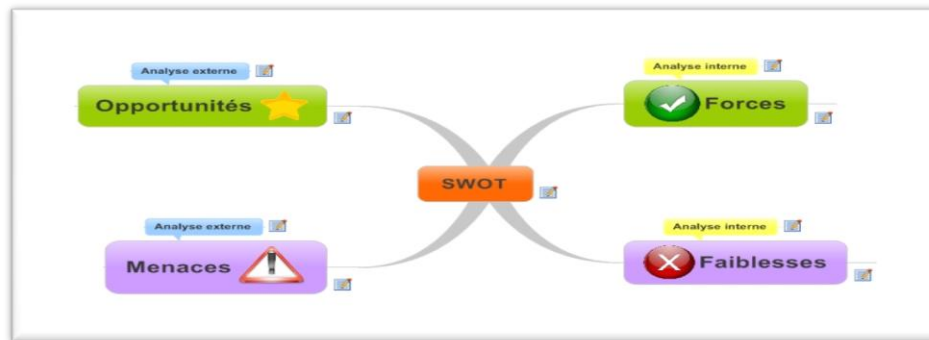 Analyse externe
Opportunités
Analyse interne
Forces
SWOT
Analyse externe
Menaces
Analyse interne
Faiblesses